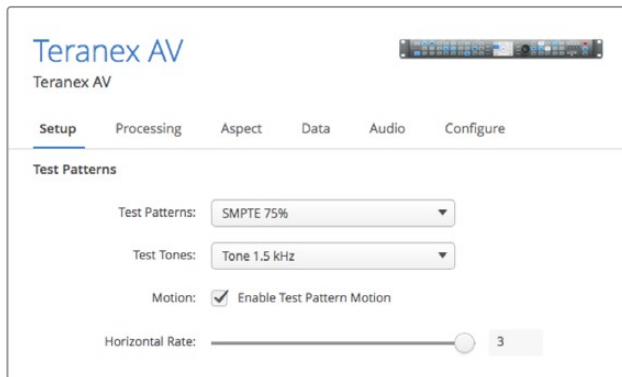 Teranex AV
Teranex AV
Setup Processing Aspect Data Audio Configure
Test Patterns
Test Patterns: SMPTE 75%
Test Tones: Tone 1.5 kHz
Motion: Enable Test Pattern Motion
Horizontal Rate: 3